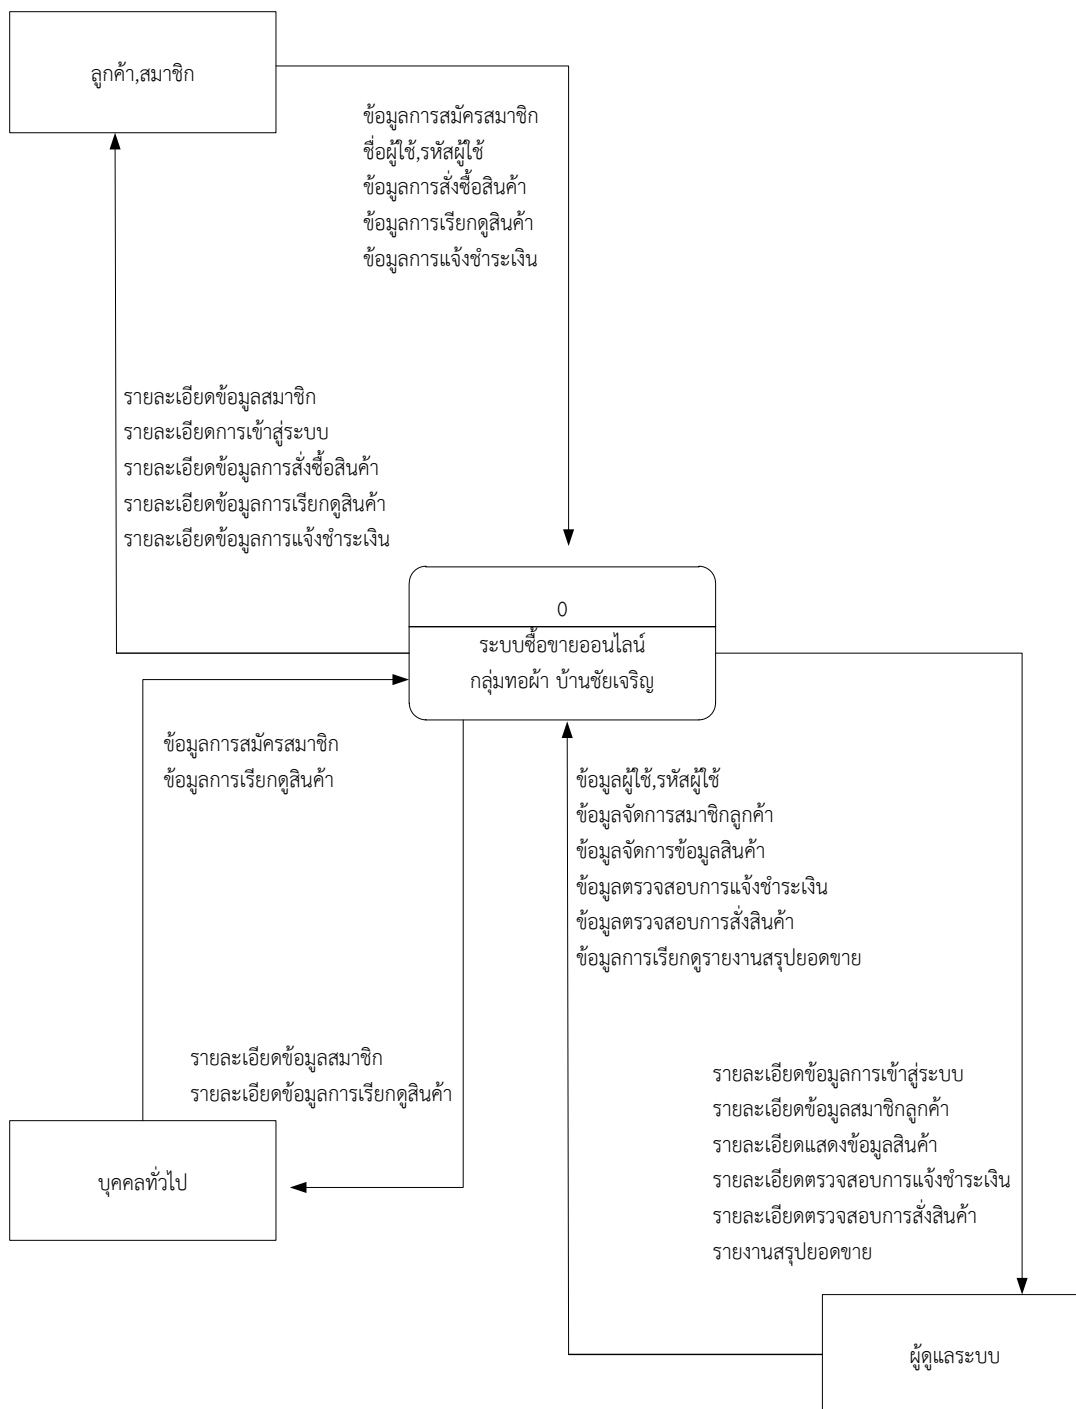 ลูกค้า,สมาชิก
ข้อมูลการสมัครสมาชิก
ชื่อผู้ใช้,รหัสผู้ใช้
ข้อมูลการสั่งซื้อสินค้า
ข้อมูลการเรียกดูสินค้า
ข้อมูลการแจ้งชำระเงิน
รายละเอียดข้อมูลสมาชิก
รายละเอียดการเข้าสู่ระบบ
รายละเอียดข้อมูลการสั่งซื้อสินค้า
รายละเอียดข้อมูลการเรียกดูสินค้า
รายละเอียดข้อมูลการแจ้งชำระเงิน
0
ระบบซื้อขายออนไลน์
กลุ่มทอผ้า บ้านชัยเจริญ
ข้อมูลการสมัครสมาชิก
ข้อมูลการเรียกดูสินค้า
ข้อมูลผู้ใช้,รหัสผู้ใช้
ข้อมูลจัดการสมาชิกลูกค้า
ข้อมูลจัดการข้อมูลสินค้า
ข้อมูลตรวจสอบการแจ้งชำระเงิน
ข้อมูลตรวจสอบการสั่งสินค้า
ข้อมูลการเรียกดูรายงานสรุปยอดขาย
รายละเอียดข้อมูลสมาชิก
รายละเอียดข้อมูลการเรียกดูสินค้า
บุคคลทั่วไป
รายละเอียดข้อมูลการเข้าสู่ระบบ
รายละเอียดข้อมูลสมาชิกลูกค้า
รายละเอียดแสดงข้อมูลสินค้า
รายละเอียดตรวจสอบการแจ้งชำระเงิน
รายละเอียดตรวจสอบการสั่งสินค้า
รายงานสรุปยอดขาย
ผู้ดูแลระบบ